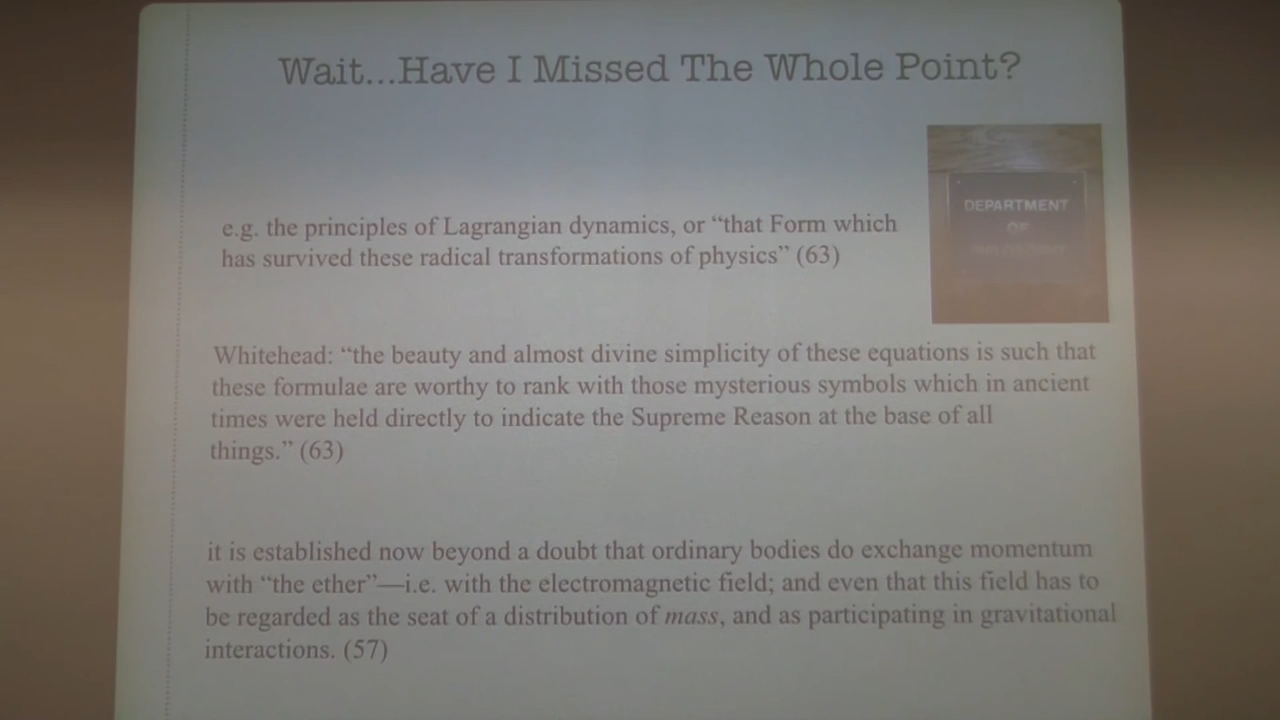 Wait...Have I Missed The Whole Point?
e.g. the principles of Lagrangian dynamics, or “that Form which
has survived these radical transformations of physics” (63)
DEPARTMENT
OF
Whitehead: “the beauty and almost divine simplicity of these equations is such that
these formulae are worthy to rank with those mysterious symbols which in ancient
times were held directly to indicate the Supreme Reason at the base of all
things.” (63)
it is established now beyond a doubt that ordinary bodies do exchange momentum
with “the ether”—i.e. with the electromagnetic field; and even that this field has to
be regarded as the seat of a distribution of mass, and as participating in gravitational
interactions. (57)